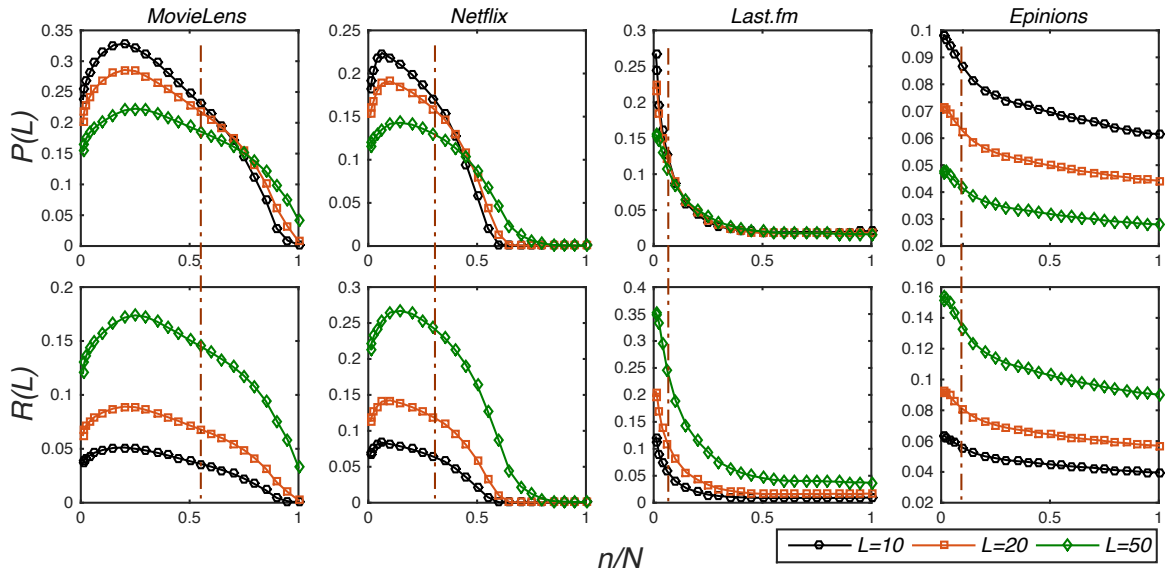 MovieLens Netflix Last.fm Epinions
P(L)
0.35 0.3 0.25 0.2 0.15 0.1 0.05 0
0 0.5 1
0.25 0.2 0.15 0.1 0.05 0
0 0.5 1
0.3 0.25 0.2 0.15 0.1 0.05 0
0 0.5 1
0.1 0.09 0.08 0.07 0.06 0.05 0.04 0.03 0.02
0 0.5 1
R(L)
0.2 0.15 0.1 0.05 0
0 0.5 1
0.3 0.25 0.2 0.15 0.1 0.05 0
0 0.5 1
0.4 0.35 0.3 0.25 0.2 0.15 0.1 0.05 0
0 0.5 1
0.16 0.14 0.12 0.1 0.08 0.06 0.04 0.02
0 0.5 1
n/N
L=10 L=20 L=50